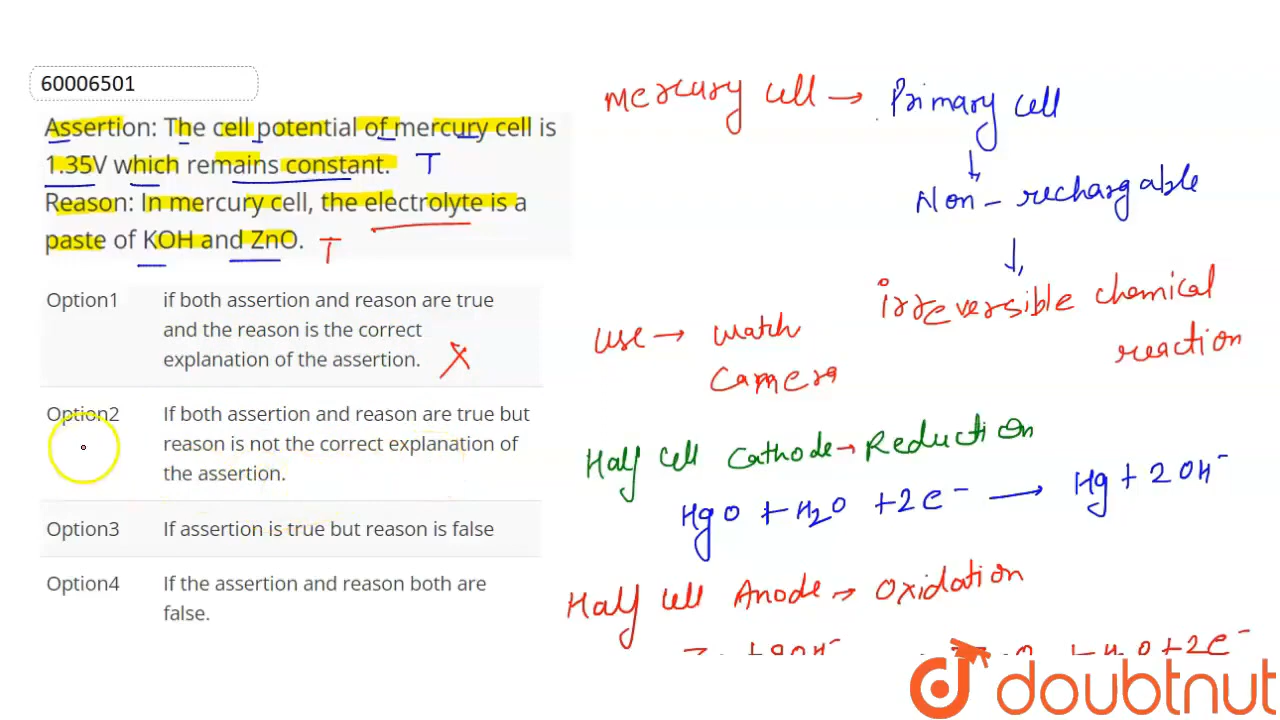 60006501
Assertion: The cell potential of mercury cell is
1.35V which remains constant. T
Reason: In mercury cell, the electrolyte is a
paste of KOH and ZnO. T
Option1 if both assertion and reason are true
and the reason is the correct
explanation of the assertion. X
Option2 If both assertion and reason are true but
reason is not the correct explanation of
the assertion.
Option3 If assertion is true but reason is false
Option4 If the assertion and reason both are
false.
Mercury cell → Primary cell
↓
Non - rechargable
↓
irreversible chemical
reaction
Use → Watch
Camera
Half cell Cathode → Reduction
HgO + H2O + 2e⁻ → Hg + 2OH⁻
Half cell Anode → Oxidation
+ H2O + 2e⁻
doubtnut